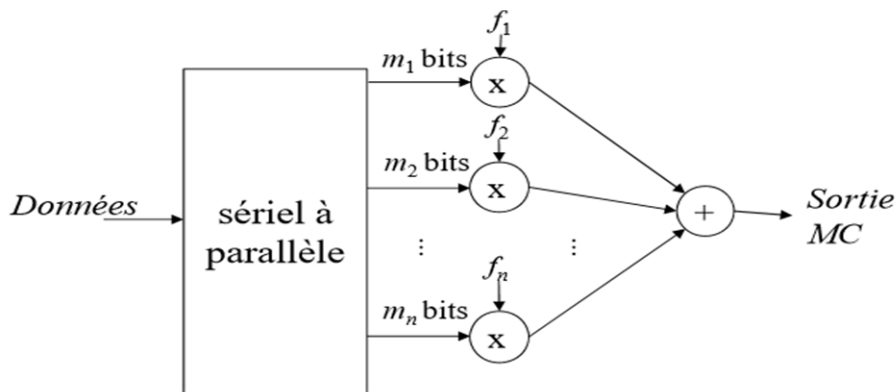 f₁
m₁ bits
x
f₂
m₂ bits
x
Données
sériel à
parallèle
+
Sortie
MC
...
...
fₙ
mₙ bits
x